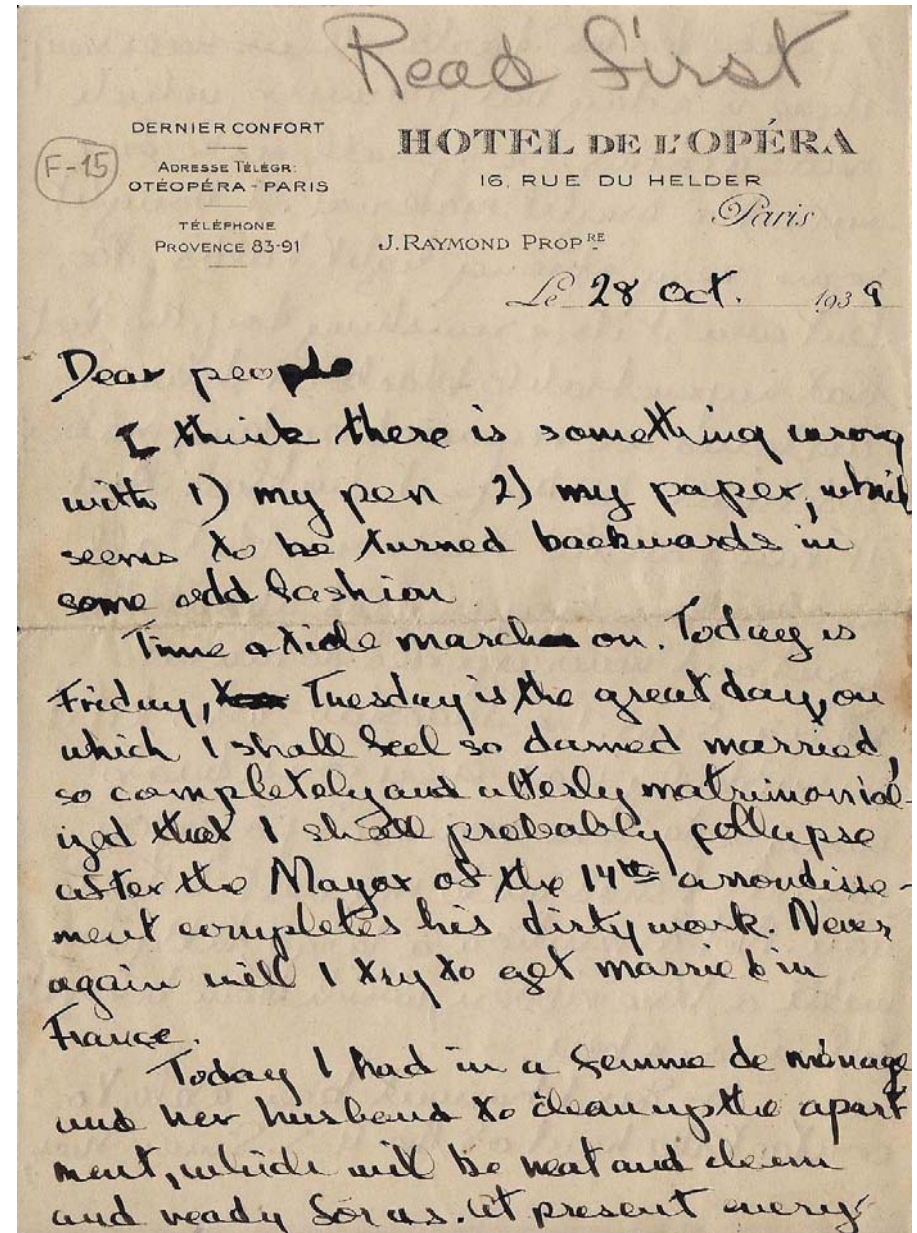 Read First
DERNIER CONFORT
F-15
ADRESSE TÉLÉGR:
OTÉOPÉRA - PARIS
TÉLÉPHONE
PROVENCE 83-91
HOTEL DE L'OPÉRA
16, RUE DU HELDER
Paris
J. RAYMOND PROPRE
Le 28 Oct. 1939
Dear people
I think there is something wrong
with 1) my pen 2) my paper, which
seems to be turned backwards in
some odd fashion
Time & tide march on. Today is
Friday, Tuesday is the great day, on
which I shall feel so damned married,
so completely and utterly matrimonial-
ized that I shall probably collapse
after the Mayor of the 14th arrondisse-
ment completes his dirty work. Never
again will I try to get married in
France.
Today I had in a femme de ménage
and her husband to clean up the apart
ment, which will be neat and clean
and ready for us. At present every-